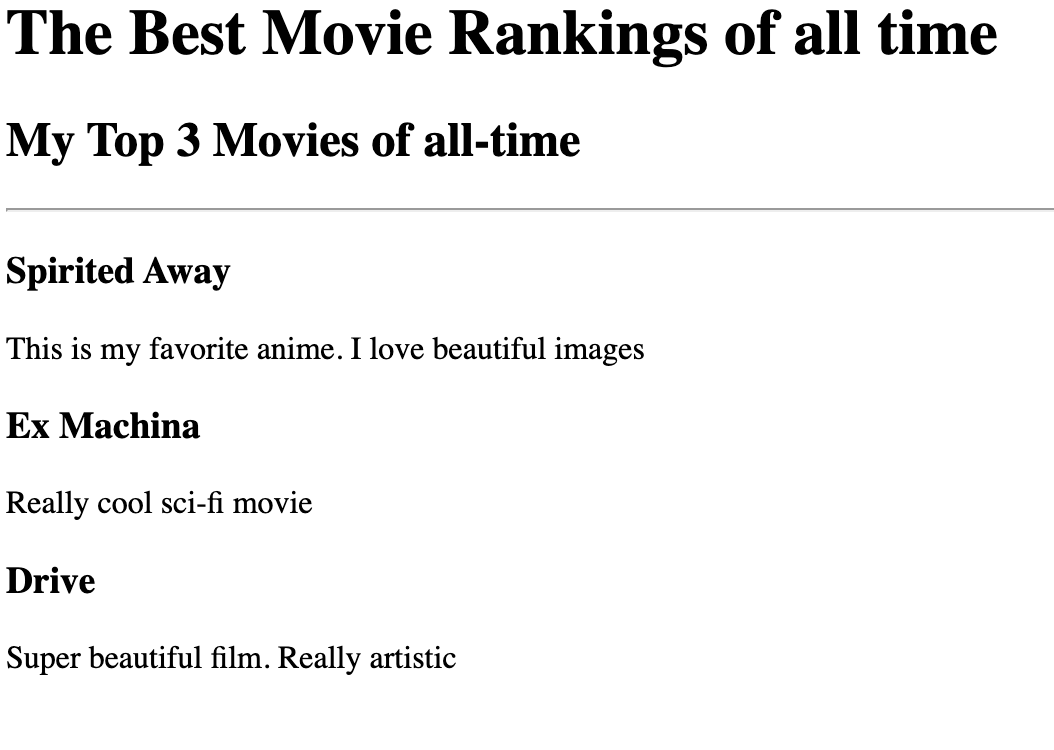 The Best Movie Rankings of all time
My Top 3 Movies of all-time
Spirited Away
This is my favorite anime. I love beautiful images
Ex Machina
Really cool sci-fi movie
Drive
Super beautiful film. Really artistic